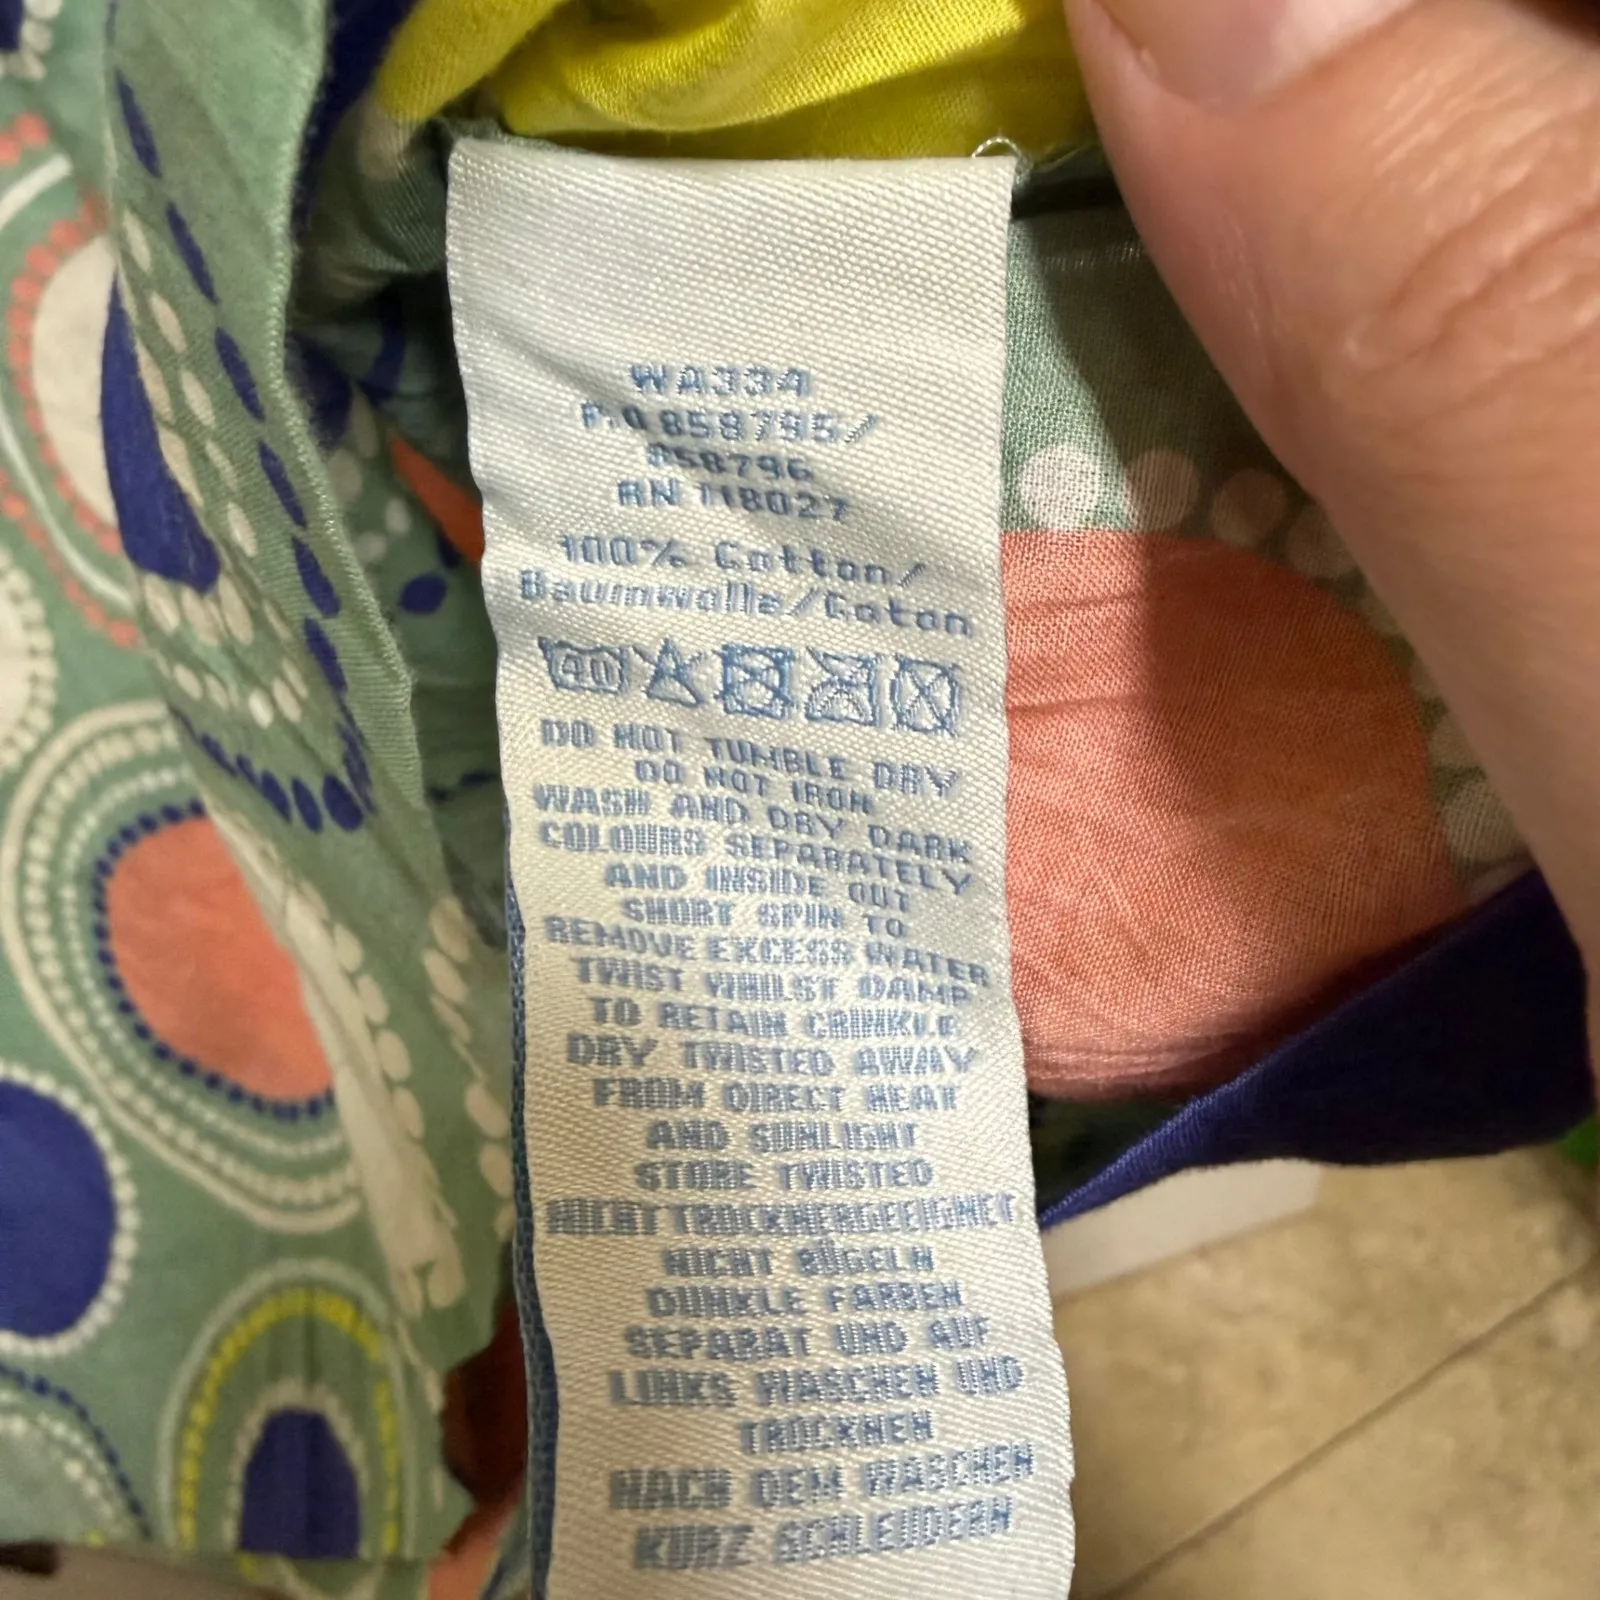 WA334
P.O 858795/
858796
RN 118027
100% Cotton/
Baumwolle/Coton
40
DO NOT TUMBLE DRY
DO NOT IRON
WASH AND DRY DARK
COLOURS SEPARATELY
AND INSIDE OUT
SHORT SPIN TO
REMOVE EXCESS WATER
TWIST WHILST DAMP
TO RETAIN CRINKLE
DRY TWISTED AWAY
FROM DIRECT HEAT
AND SUNLIGHT
STORE TWISTED
NICHT TROCKNERGEEIGNET
NICHT BÜGELN
DUNKLE FARBEN
SEPARAT UND AUF
LINKS WASCHEN UND
TROCKNEN
NACH DEM WASCHEN
KURZ SCHLEUDERN